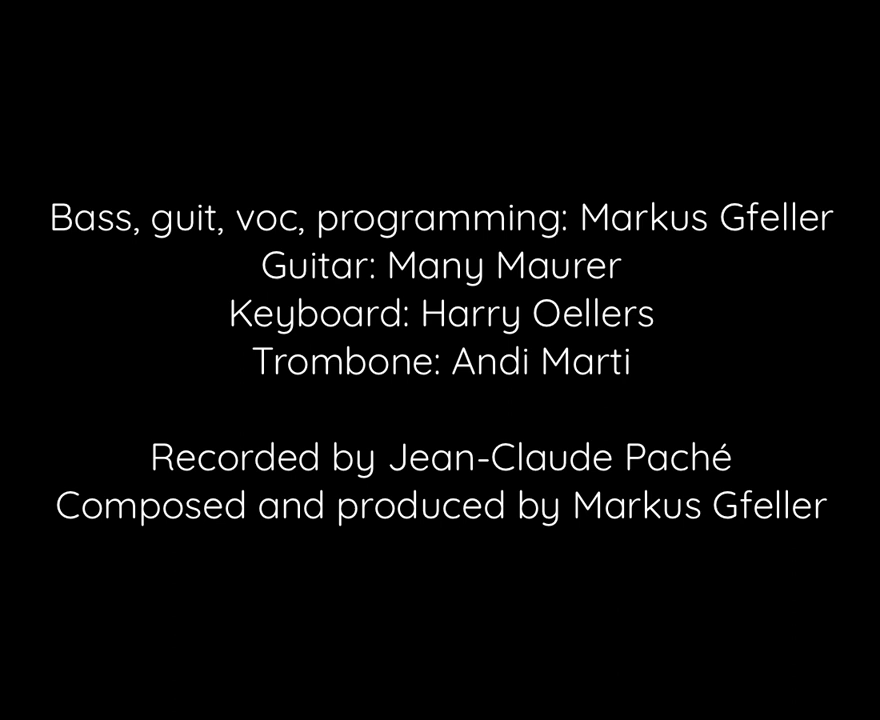 Bass, guit, voc, programming: Markus Gfeller
Guitar: Many Maurer
Keyboard: Harry Oellers
Trombone: Andi Marti
Recorded by Jean-Claude Paché
Composed and produced by Markus Gfeller